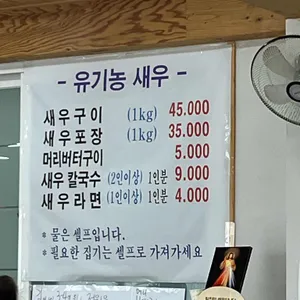 - 유기농 새우 -
새우구이 (1kg) 45.000
새우포장 (1kg) 35.000
머리버터구이 5.000
새우 칼국수 (2인이상) 1인분 9.000
새우라면 (1인이상) 1인분 4.000
* 물은 셀프입니다.
* 필요한 집기는 셀프로 가져가세요